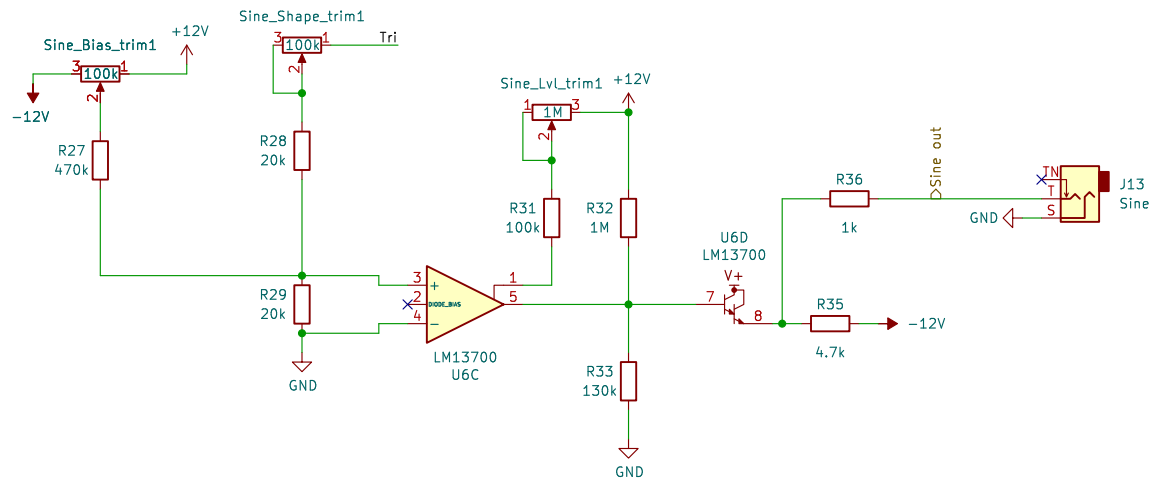 Sine_Shape_trim1
3 100k 1
Tri
2
Sine_Bias_trim1
+12V
3 100k 1
2
-12V
Sine_Lvl_trim1
+12V
1 1M 3
2
R27
470k
R28
20k
R31
100k
R32
1M
Sine out
R36
1k
TN
T
S
GND
J13
Sine
U6D
LM13700
V+
7
8
R35
4.7k
-12V
R29
20k
3
+
2
DIODE_BIAS
4
-
1
5
LM13700
U6C
GND
R33
130k
GND